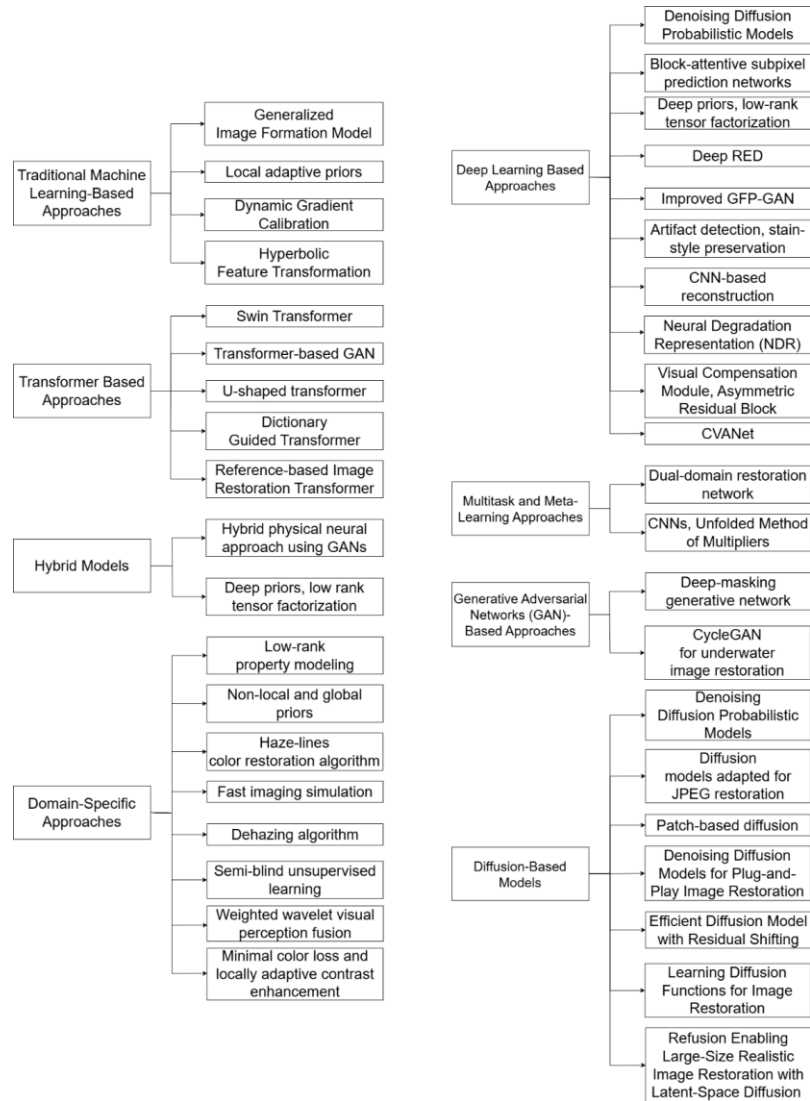 Traditional Machine
Learning-Based
Approaches
Generalized
Image Formation Model
Local adaptive priors
Dynamic Gradient
Calibration
Hyperbolic
Feature Transformation
Transformer Based
Approaches
Swin Transformer
Transformer-based GAN
U-shaped transformer
Dictionary
Guided Transformer
Reference-based Image
Restoration Transformer
Hybrid Models
Hybrid physical neural
approach using GANs
Deep priors, low rank
tensor factorization
Domain-Specific
Approaches
Low-rank
property modeling
Non-local and global
priors
Haze-lines
color restoration algorithm
Fast imaging simulation
Dehazing algorithm
Semi-blind unsupervised
learning
Weighted wavelet visual
perception fusion
Minimal color loss and
locally adaptive contrast
enhancement
Deep Learning Based
Approaches
Denoising Diffusion
Probabilistic Models
Block-attentive subpixel
prediction networks
Deep priors, low-rank
tensor factorization
Deep RED
Improved GFP-GAN
Artifact detection, stain-
style preservation
CNN-based
reconstruction
Neural Degradation
Representation (NDR)
Visual Compensation
Module, Asymmetric
Residual Block
CVANet
Multitask and Meta-
Learning Approaches
Dual-domain restoration
network
CNNs, Unfolded Method
of Multipliers
Generative Adversarial
Networks (GAN)-
Based Approaches
Deep-masking
generative network
CycleGAN
for underwater
image restoration
Diffusion-Based
Models
Denoising
Diffusion Probabilistic
Models
Diffusion
models adapted for
JPEG restoration
Patch-based diffusion
Denoising Diffusion
Models for Plug-and-
Play Image Restoration
Efficient Diffusion Model
with Residual Shifting
Learning Diffusion
Functions for Image
Restoration
Refusion Enabling
Large-Size Realistic
Image Restoration with
Latent-Space Diffusion